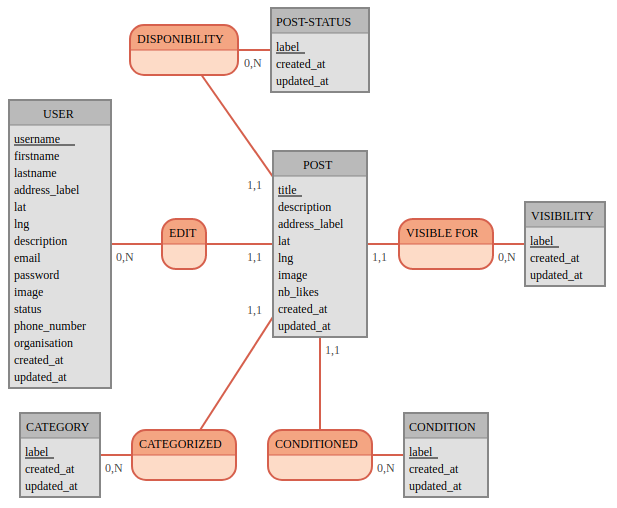 DISPONIBILITY
0,N
POST-STATUS
label
created_at
updated_at
USER
username
firstname
lastname
address_label
lat
lng
description
email
password
image
status
phone_number
organisation
created_at
updated_at
0,N
EDIT
1,1
1,1
1,1
POST
title
description
address_label
lat
lng
image
nb_likes
created_at
updated_at
1,1
VISIBLE FOR
0,N
VISIBILITY
label
created_at
updated_at
1,1
CATEGORY
label
created_at
updated_at
0,N
CATEGORIZED
CONDITIONED
0,N
CONDITION
label
created_at
updated_at